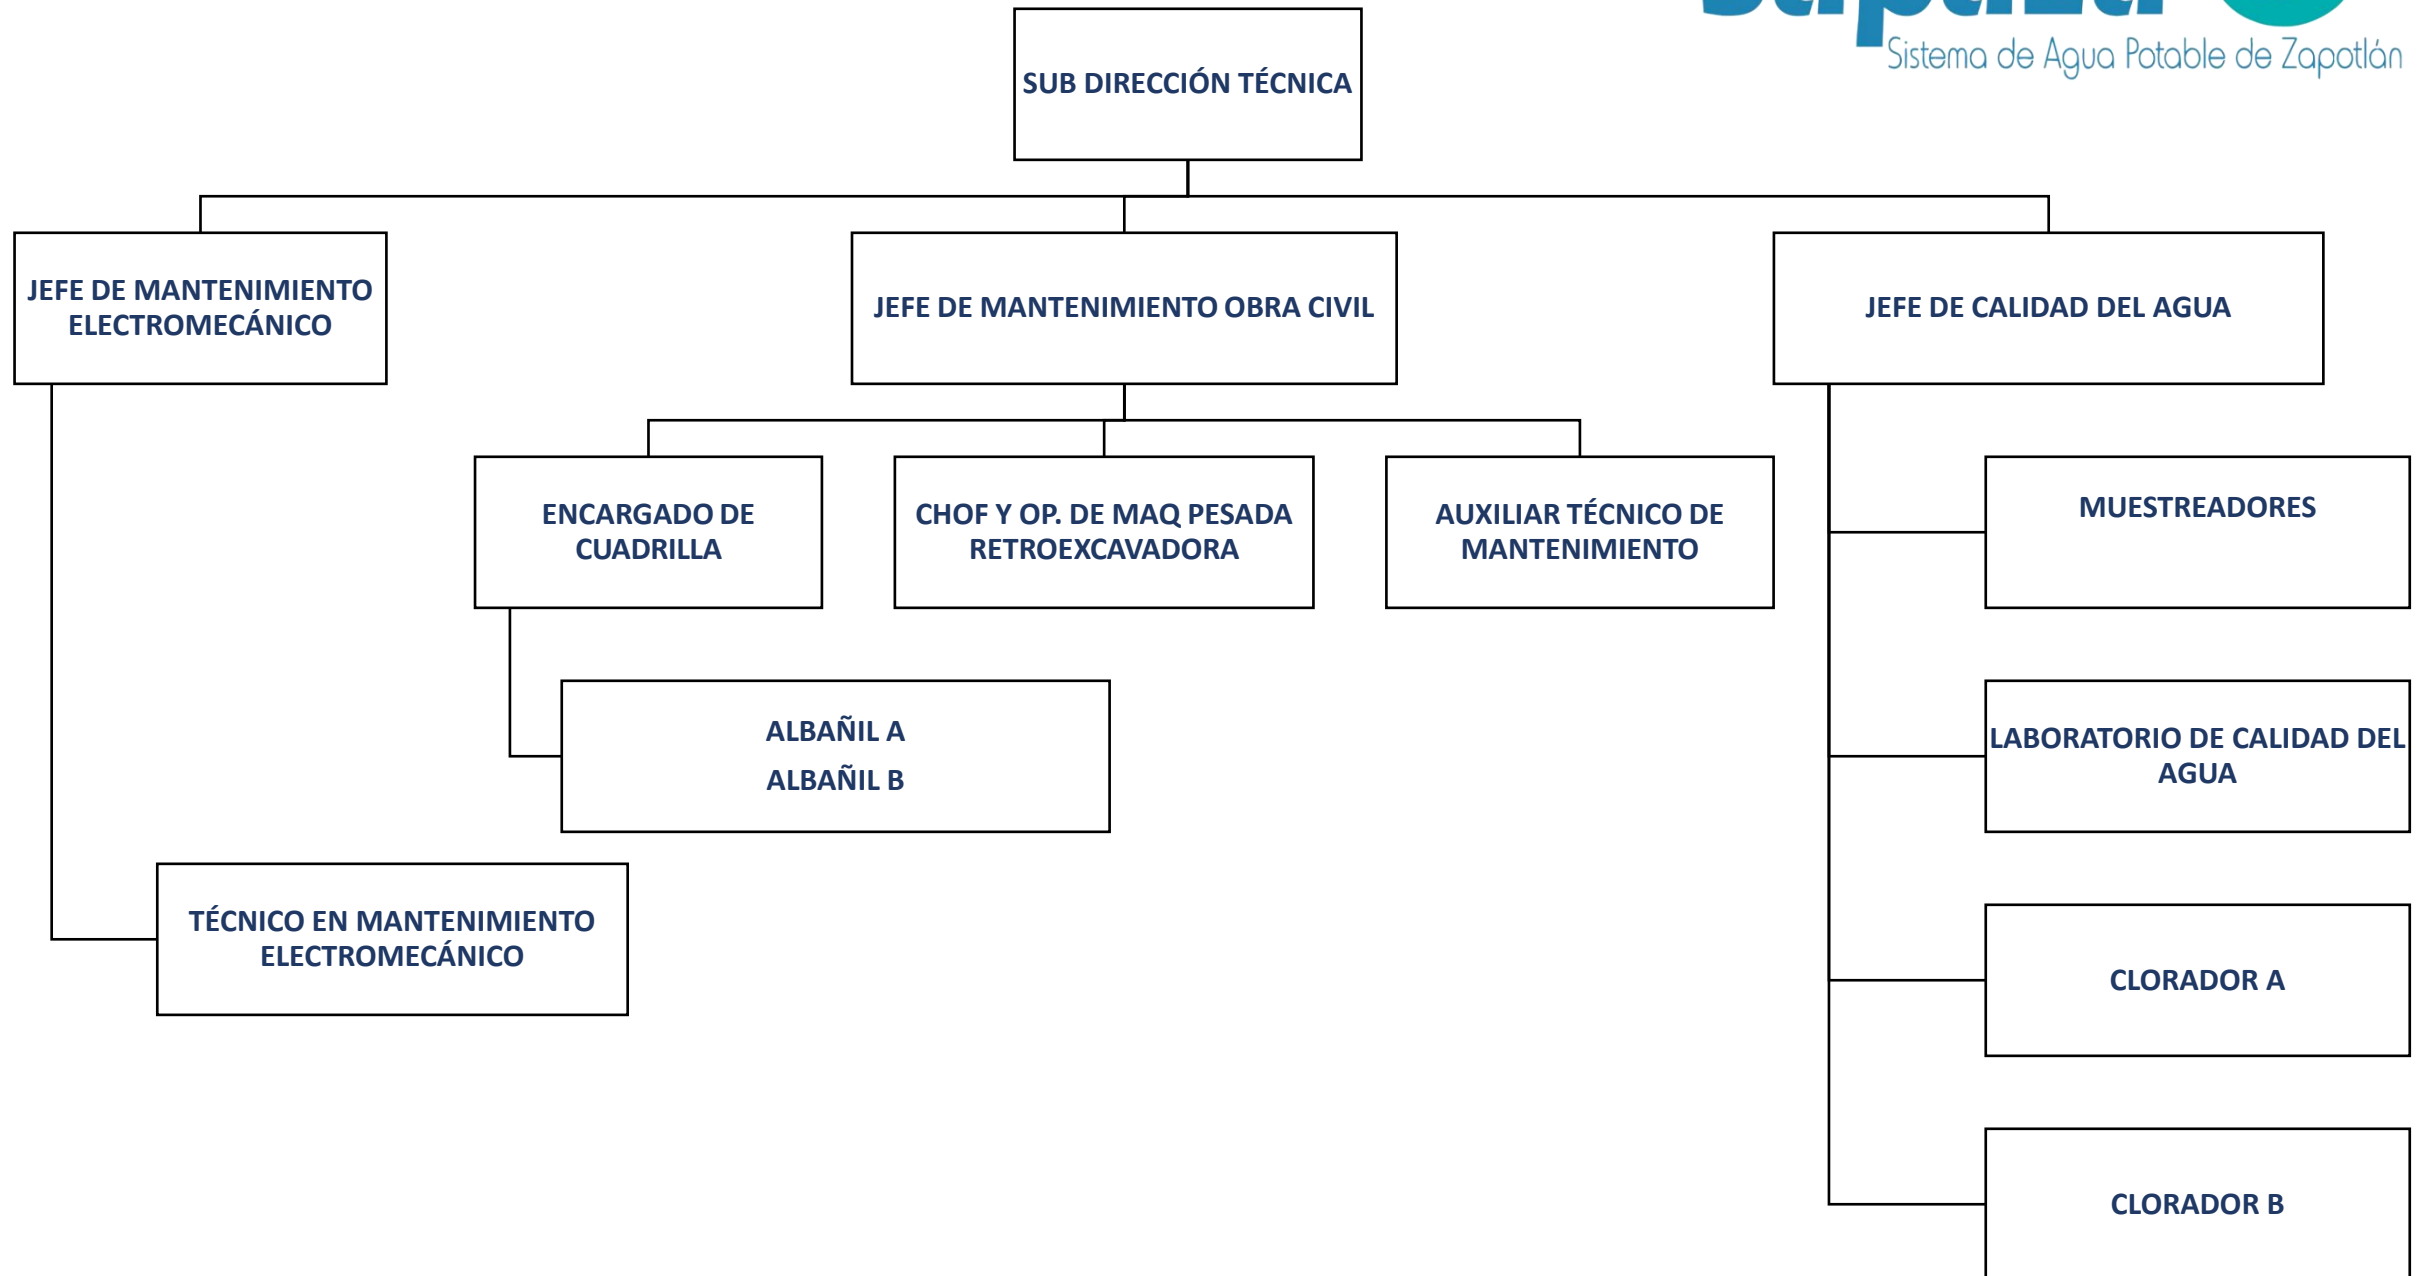 Sistema de Agua Potable de Zapotlán
SUB DIRECCIÓN TÉCNICA
JEFE DE MANTENIMIENTO
ELECTROMECÁNICO
JEFE DE MANTENIMIENTO OBRA CIVIL
JEFE DE CALIDAD DEL AGUA
ENCARGADO DE
CUADRILLA
CHOF Y OP. DE MAQ PESADA
RETROEXCAVADORA
AUXILIAR TÉCNICO DE
MANTENIMIENTO
MUESTREADORES
ALBAÑIL A
ALBAÑIL B
LABORATORIO DE CALIDAD DEL
AGUA
TÉCNICO EN MANTENIMIENTO
ELECTROMECÁNICO
CLORADOR A
CLORADOR B